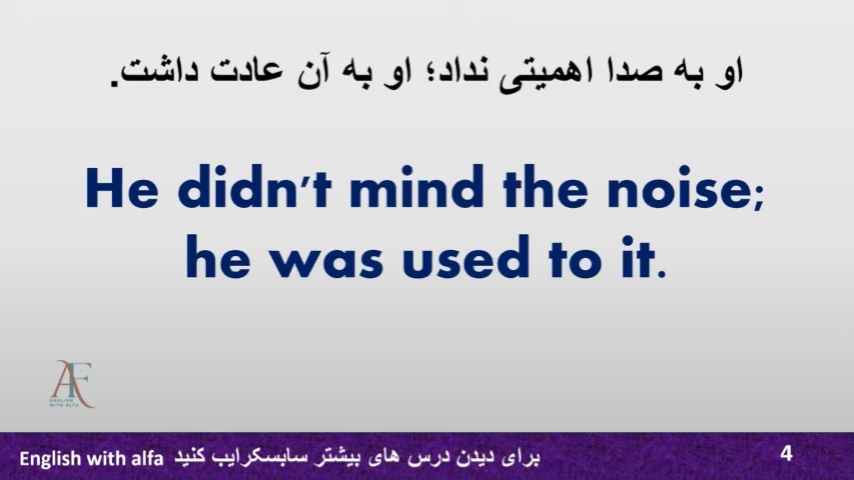 او به صدا اهمیتی نداد؛ او به آن عادت داشت.
He didn't mind the noise;
he was used to it.
AF
ENGLISH
WITH ALFA
English with alfa برای دیدن درس های بیشتر سابسکرایب کنید 4